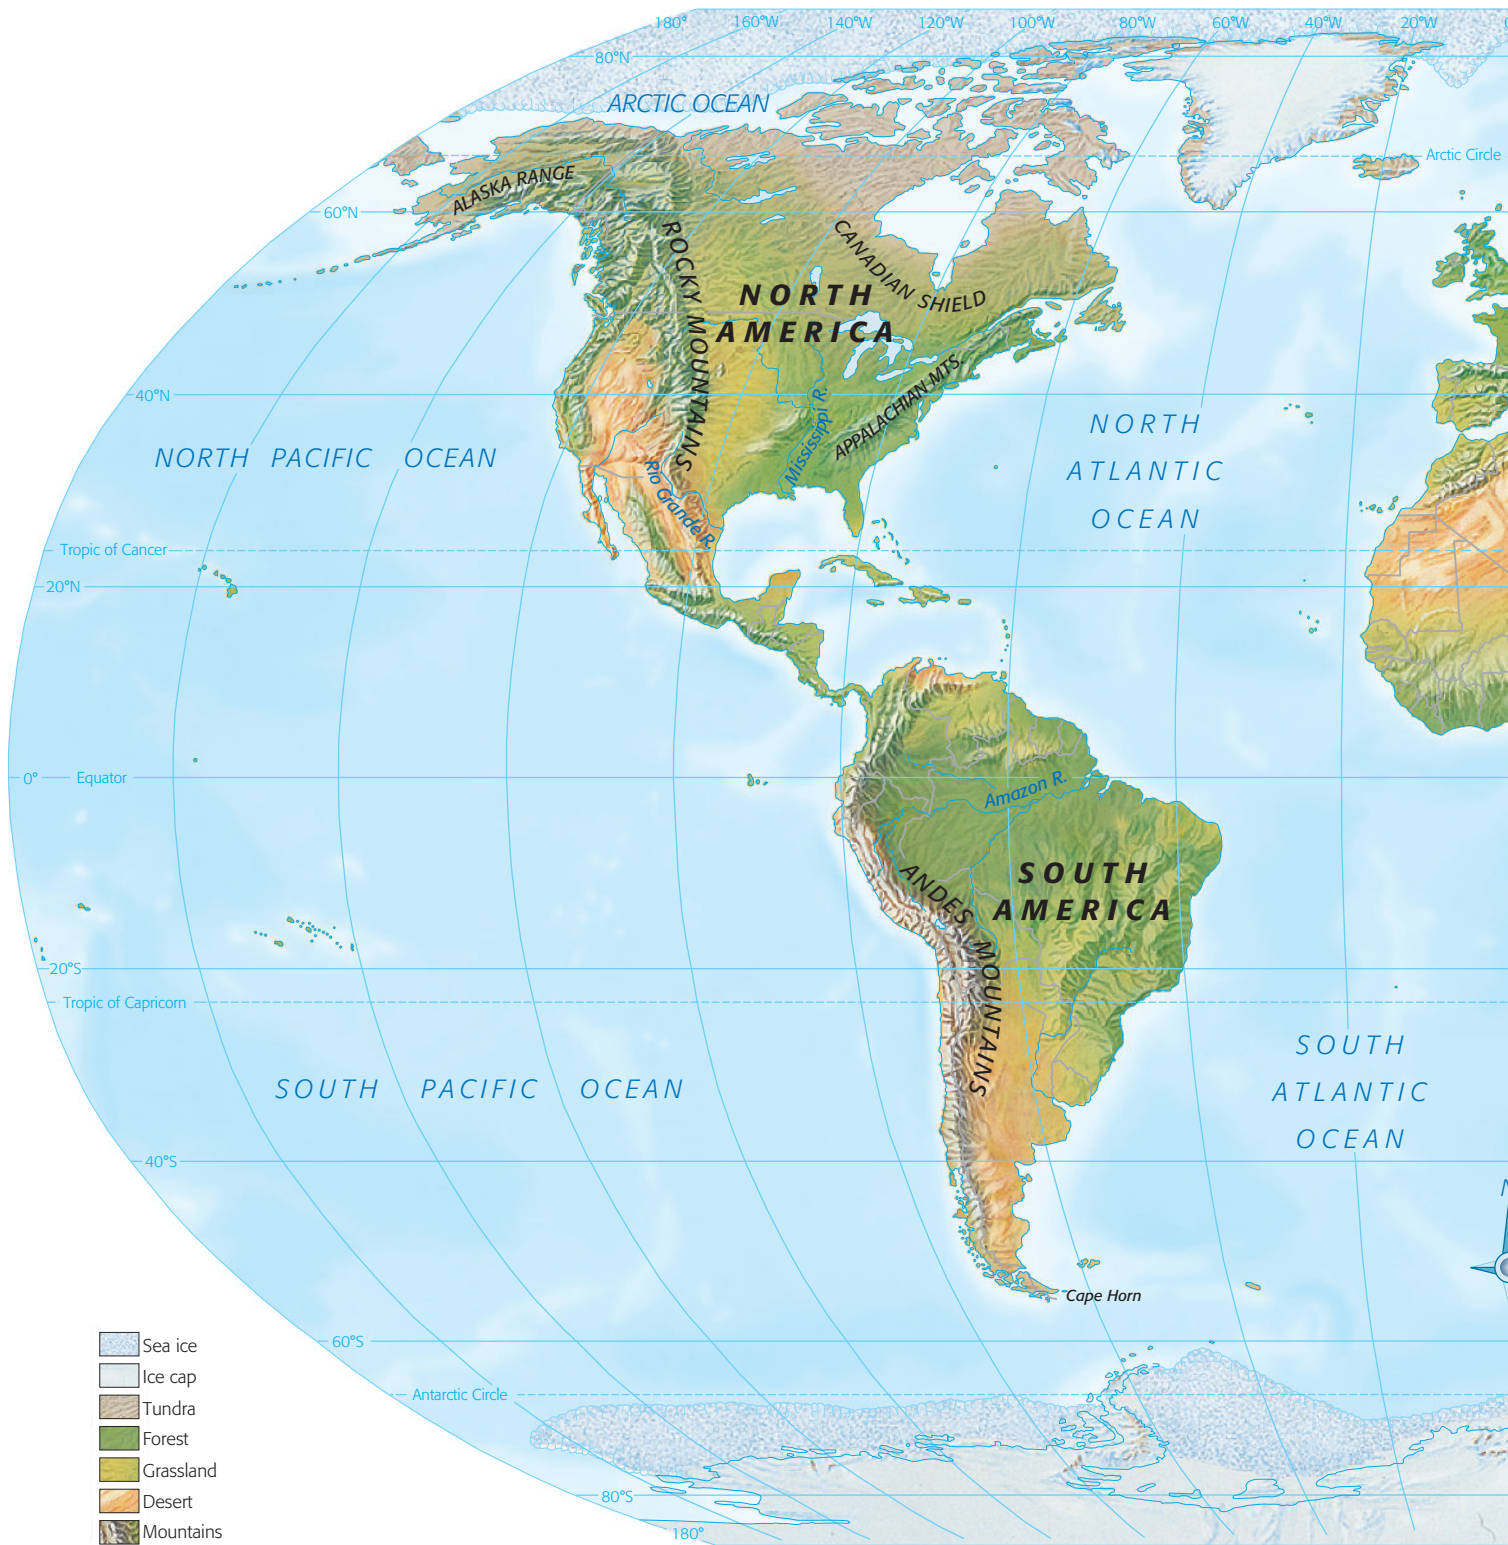 180°
160°W
140°W
120°W
100°W
80°W
60°W
40°W
20°W
80°N
ARCTIC OCEAN
Arctic Circle
ALASKA RANGE
60°N
ROCKY MOUNTAINS
CANADIAN SHIELD
NORTH
AMERICA
APPALACHIAN MTS.
Mississippi R.
40°N
NORTH PACIFIC OCEAN
NORTH
ATLANTIC
OCEAN
Rio Grande R.
Tropic of Cancer
20°N
0°
Equator
Amazon R.
SOUTH
AMERICA
ANDES
MOUNTAINS
20°S
Tropic of Capricorn
SOUTH PACIFIC OCEAN
SOUTH
ATLANTIC
OCEAN
40°S
N
Cape Horn
60°S
Antarctic Circle
80°S
180°
Sea ice
Ice cap
Tundra
Forest
Grassland
Desert
Mountains